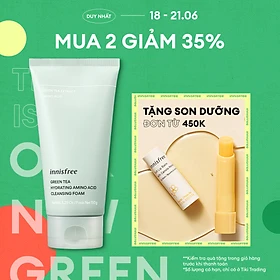 DUY NHẤT
18 - 21.06
MUA 2 GIẢM 35%
TẶNG SON DƯỠNG
ĐƠN TỪ 450K
innisfree
GREEN TEA
HYDRATING AMINO ACID
CLEANSING FOAM
GREEN
**Kiểm tra quà tặng trong giỏ hàng
trước khi thanh toán
*Số lượng có hạn, chỉ có ở Tiki Trading